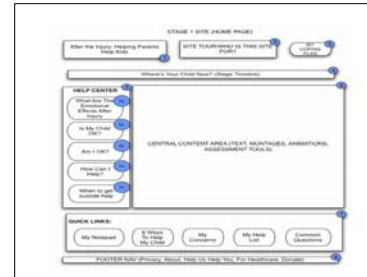 STAGE 1 SITE (HOME PAGE)
After the Injury: Helping Parents
Help Kids
SITE TOUR/WHO IS THIS SITE
FOR?
MY
COPING
PLAN
Where's Your Child Now? (Stage Timeline)
HELP CENTER
What Are The
Emotional
Effects After
Injury
Is My Child
OK?
Am I OK?
How Can I
Help?
When to get
outside help
CENTRAL CONTENT AREA (TEXT, MONTAGES, ANIMATIONS,
ASSESSMENT TOOLS)
QUICK LINKS:
My Notepad
6 Ways
To Help
My Child
My
Concerns
My Help
List
Common
Questions
FOOTER NAV (Privacy, About, Help Us Help You, For Healthcare, Donate)